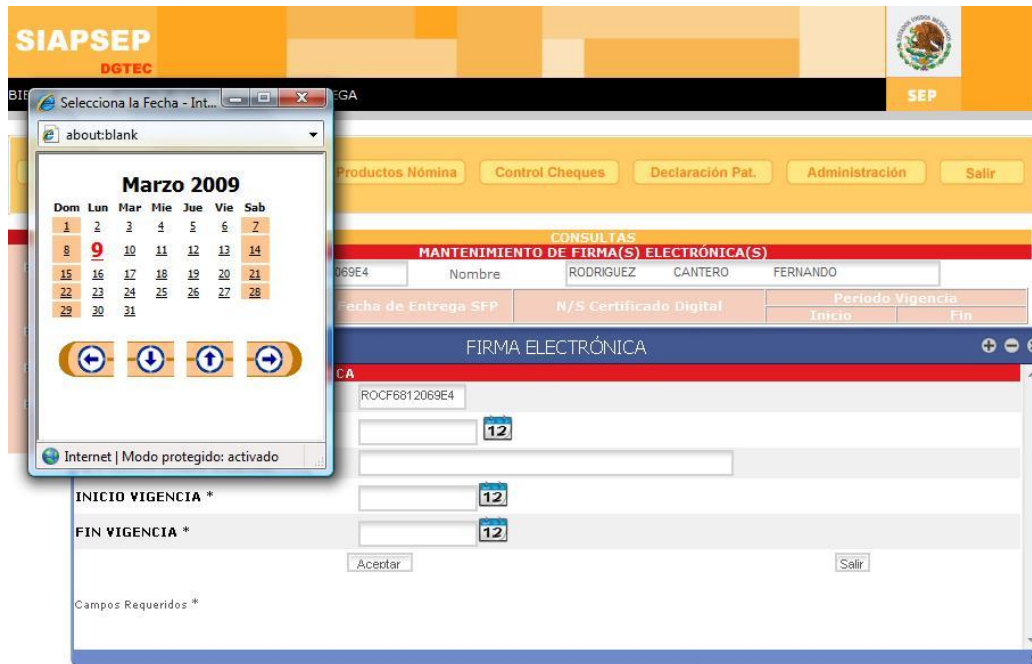 SIAPSEP
DGTEC
SEP
Selecciona la Fecha - Int...
about:blank
Marzo 2009
Dom Lun Mar Mie Jue Vie Sab
1 2 3 4 5 6 7
8 9 10 11 12 13 14
15 16 17 18 19 20 21
22 23 24 25 26 27 28
29 30 31
Internet | Modo protegido: activado
Productos Nómina Control Cheques Declaración Pat. Administración Salir
CONSULTAS
MANTENIMIENTO DE FIRMA(S) ELECTRÓNICA(S)
069E4 Nombre RODRIGUEZ CANTERO FERNANDO
Fecha de Entrega SFP N/S Certificado Digital Periodo Vigencia
Inicio Fin
FIRMA ELECTRÓNICA
ROCF6812069E4
12
INICIO VIGENCIA * 12
FIN VIGENCIA * 12
Aceptar Salir
Campos Requeridos *